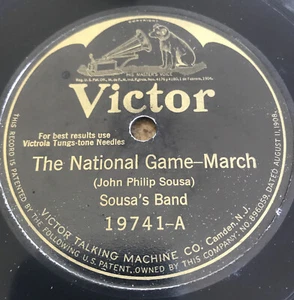 "HIS MASTER'S VOICE"
Victor
For best results use
Victrola Tungs-tone Needles
The National Game—March
(John Philip Sousa)
Sousa's Band
19741-A
VICTOR TALKING MACHINE CO. Camden, N.J.
THIS RECORD IS PATENTED BY THE FOLLOWING U.S. PATENT, OWNED BY THIS COMPANY: NO. 896059, DATED AUGUST 11, 1908.